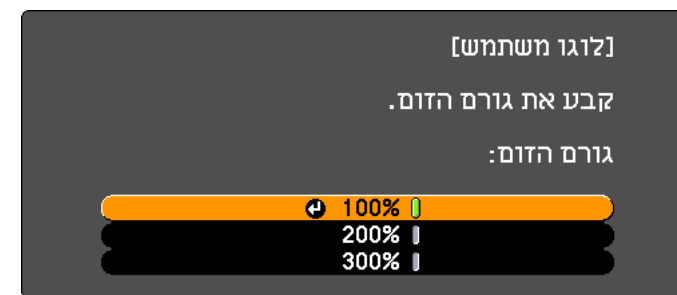 [לוגו משתמש]
קבע את גורם הזום.
גורם הזום:
100%
200%
300%